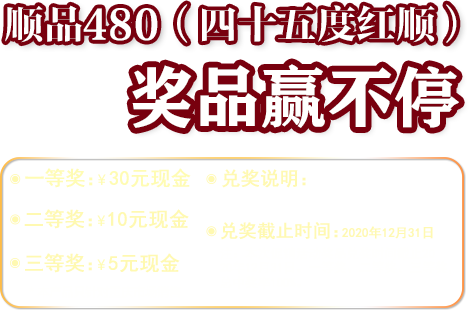 顺品480（四十五度红顺）
奖品赢不停
*一等奖:¥30元现金
*二等奖:¥10元现金
*三等奖:¥5元现金
*兑奖说明:
*兑奖截止时间:2020年12月31日